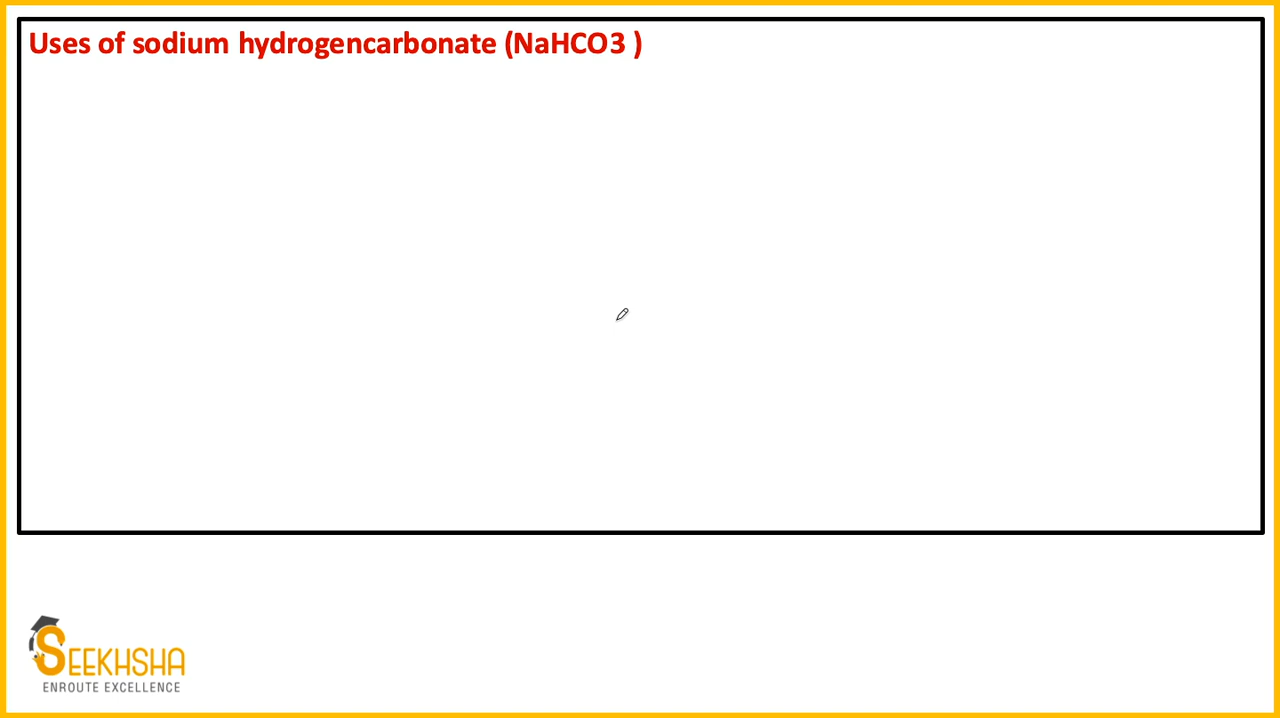 Uses of sodium hydrogencarbonate (NaHCO3 )
SEEKHSHA
ENROUTE EXCELLENCE